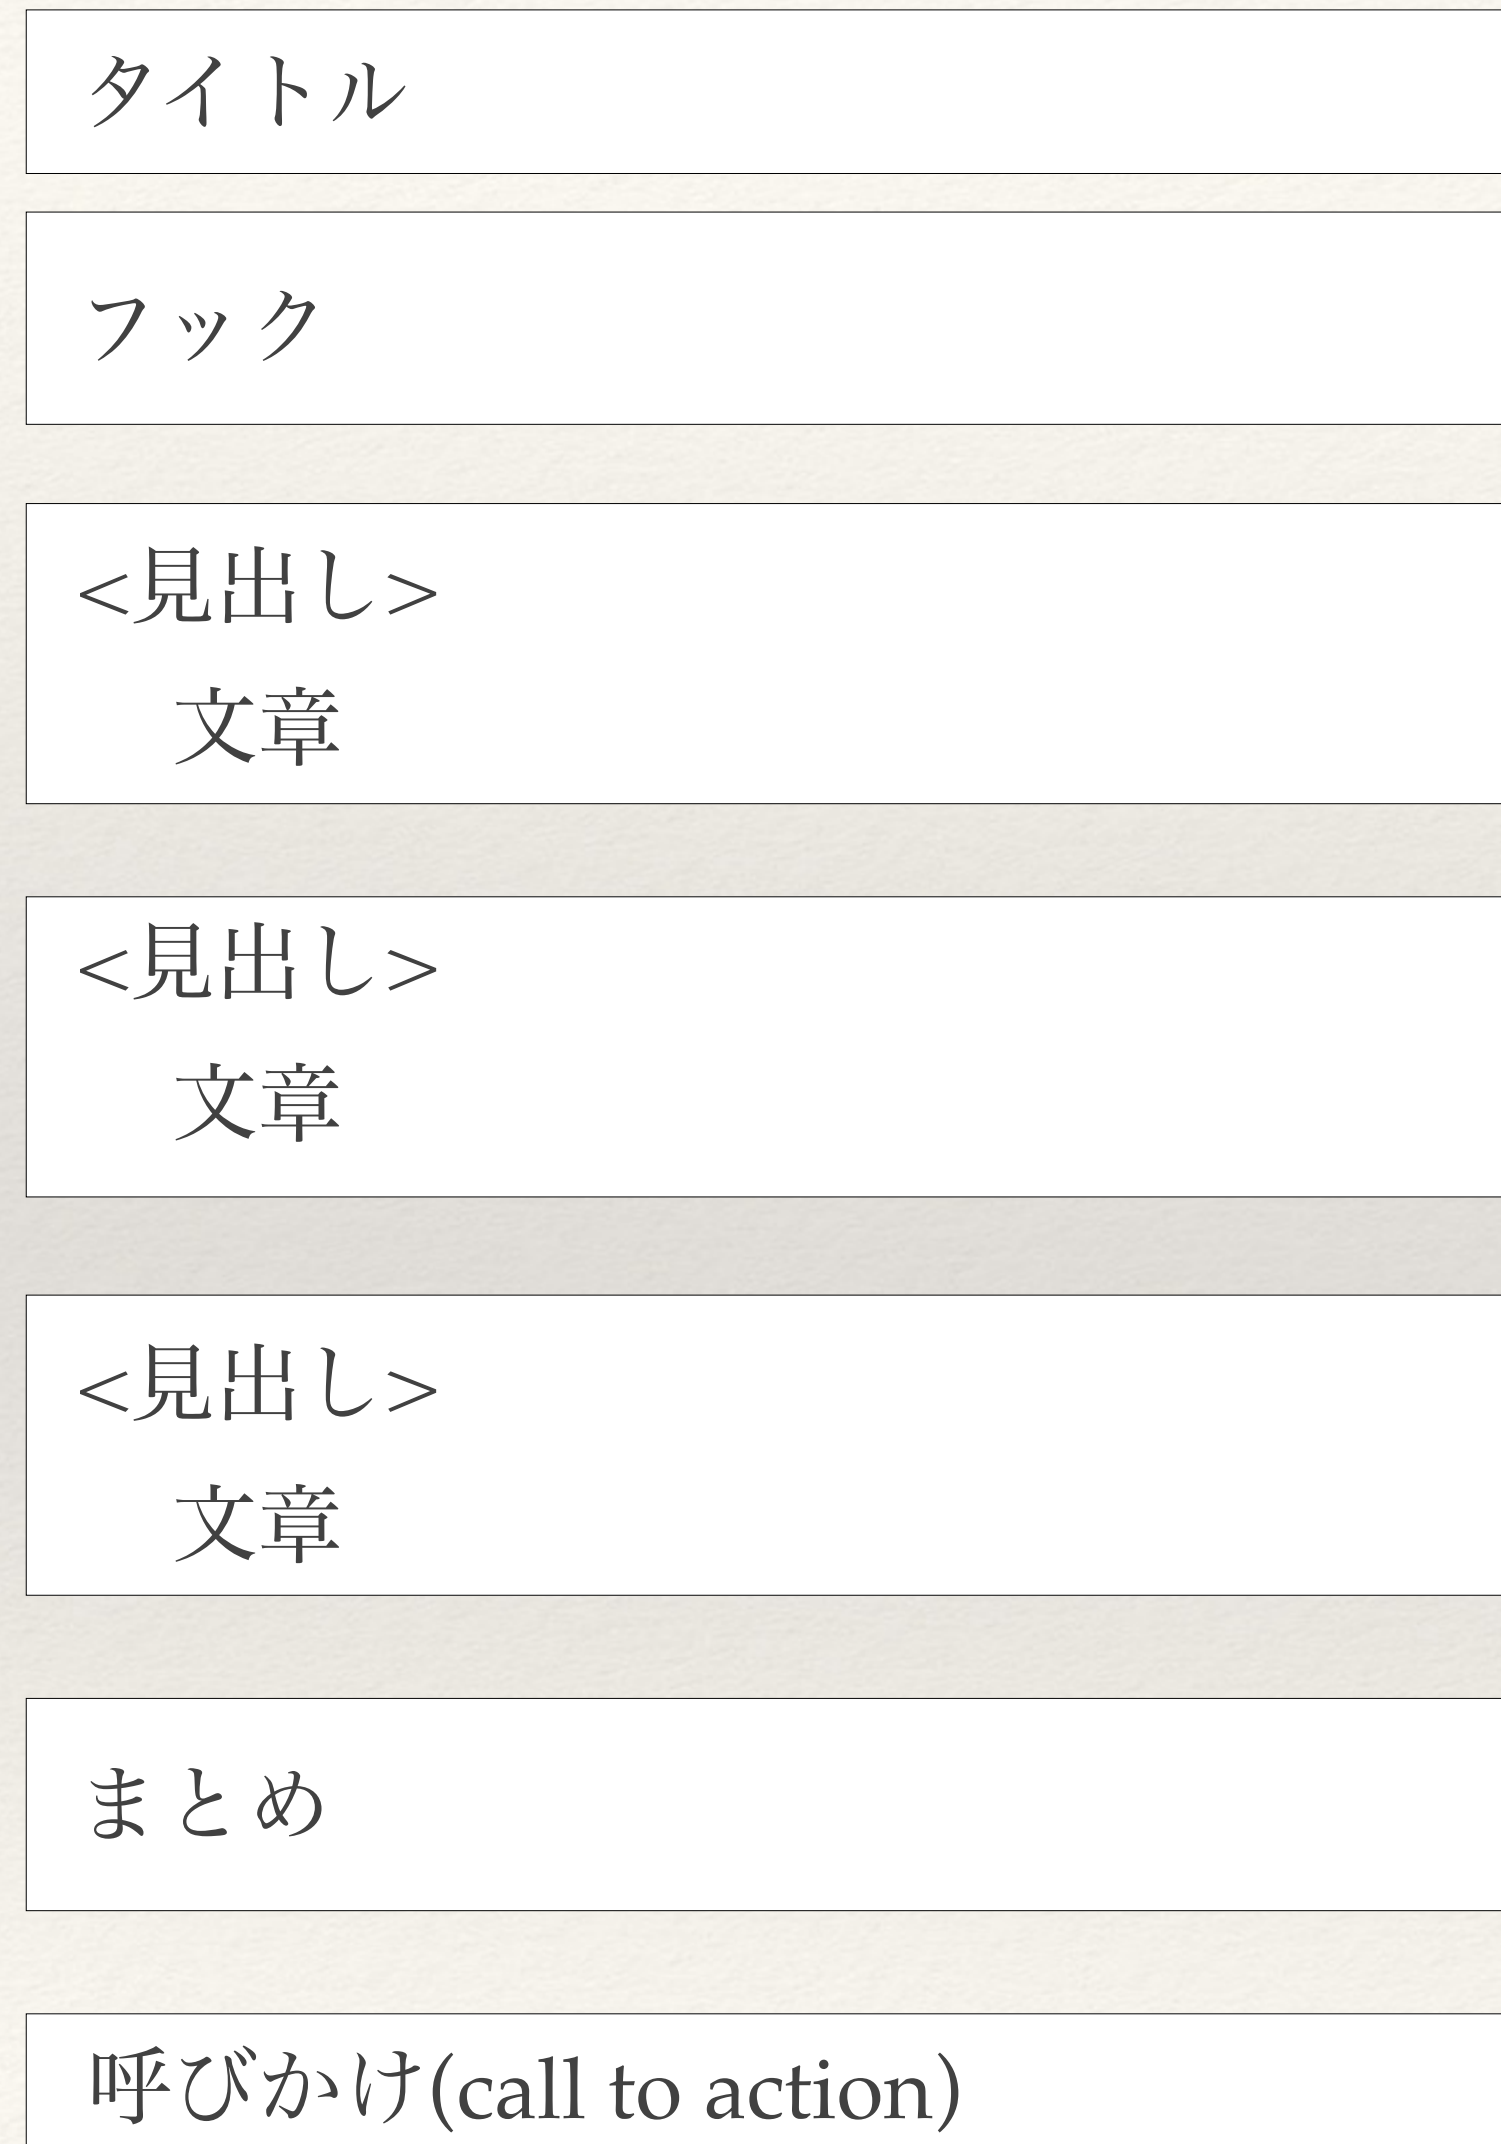 タイトル
フック
<見出し>
文章
<見出し>
文章
<見出し>
文章
まとめ
呼びかけ(call to action)